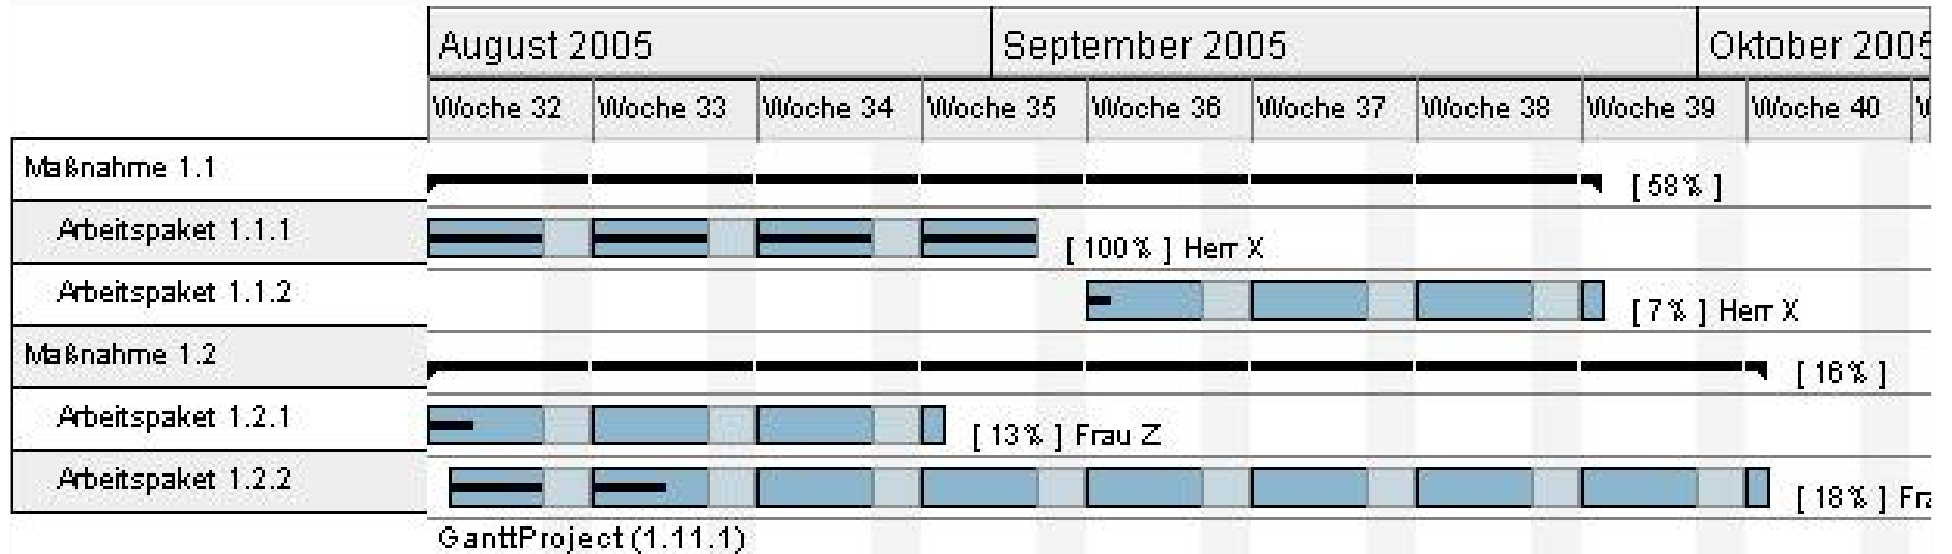 August 2005 September 2005 Oktober 2005
Woche 32 Woche 33 Woche 34 Woche 35 Woche 36 Woche 37 Woche 38 Woche 39 Woche 40
Maßnahme 1.1 [ 58% ]
Arbeitspaket 1.1.1 [ 100% ] Herr X
Arbeitspaket 1.1.2 [ 7% ] Herr X
Maßnahme 1.2 [ 16% ]
Arbeitspaket 1.2.1 [ 13% ] Frau Z
Arbeitspaket 1.2.2 [ 18% ]
GanttProject (1.11.1)